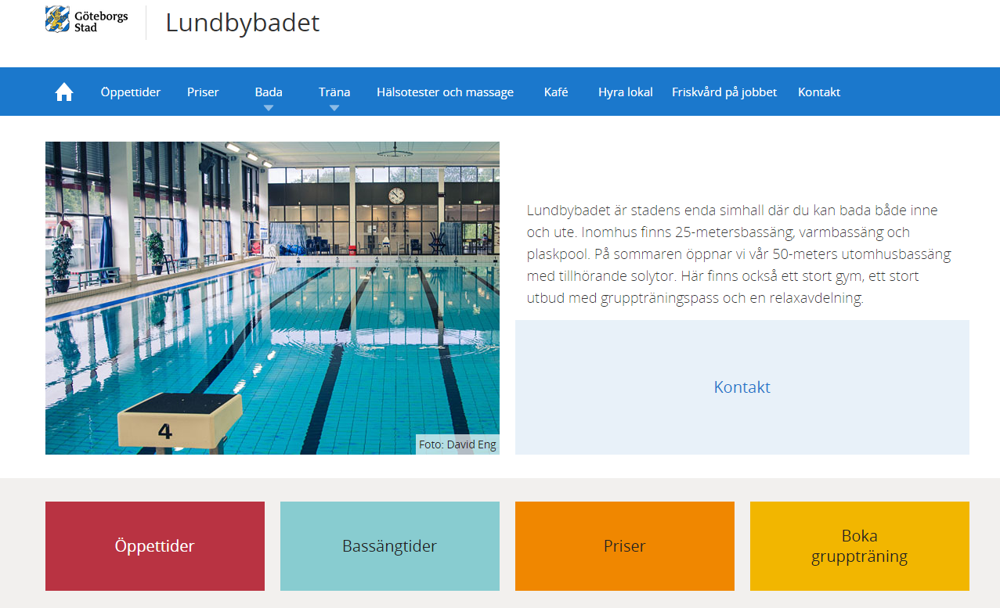 Göteborgs
Stad
Lundbybadet
Öppettider
Priser
Bada
Träna
Hälsotester och massage
Kafé
Hyra lokal
Friskvård på jobbet
Kontakt
Lundbybadet är stadens enda simhall där du kan bada både inne
och ute. Inomhus finns 25-metersbassäng, varmbassäng och
plaskpool. På sommaren öppnar vi vår 50-meters utomhusbassäng
med tillhörande solytor. Här finns också ett stort gym, ett stort
utbud med gruppträningspass och en relaxavdelning.
4
Foto: David Eng
Kontakt
Öppettider
Bassängtider
Priser
Boka
gruppträning